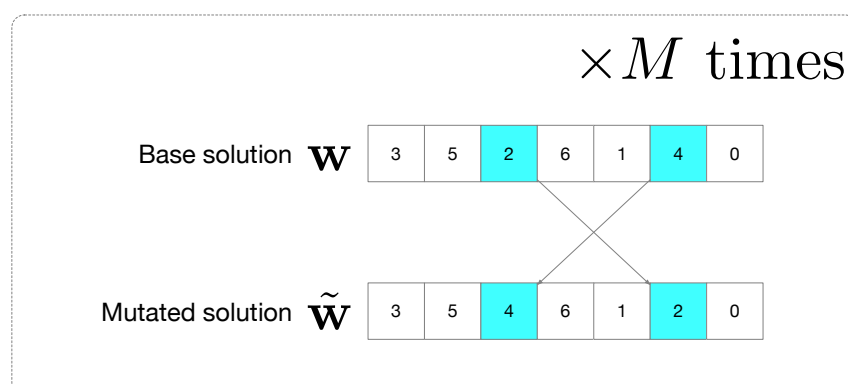 ×M times
Base solution w 3 5 2 6 1 4 0
Mutated solution w̃ 3 5 4 6 1 2 0